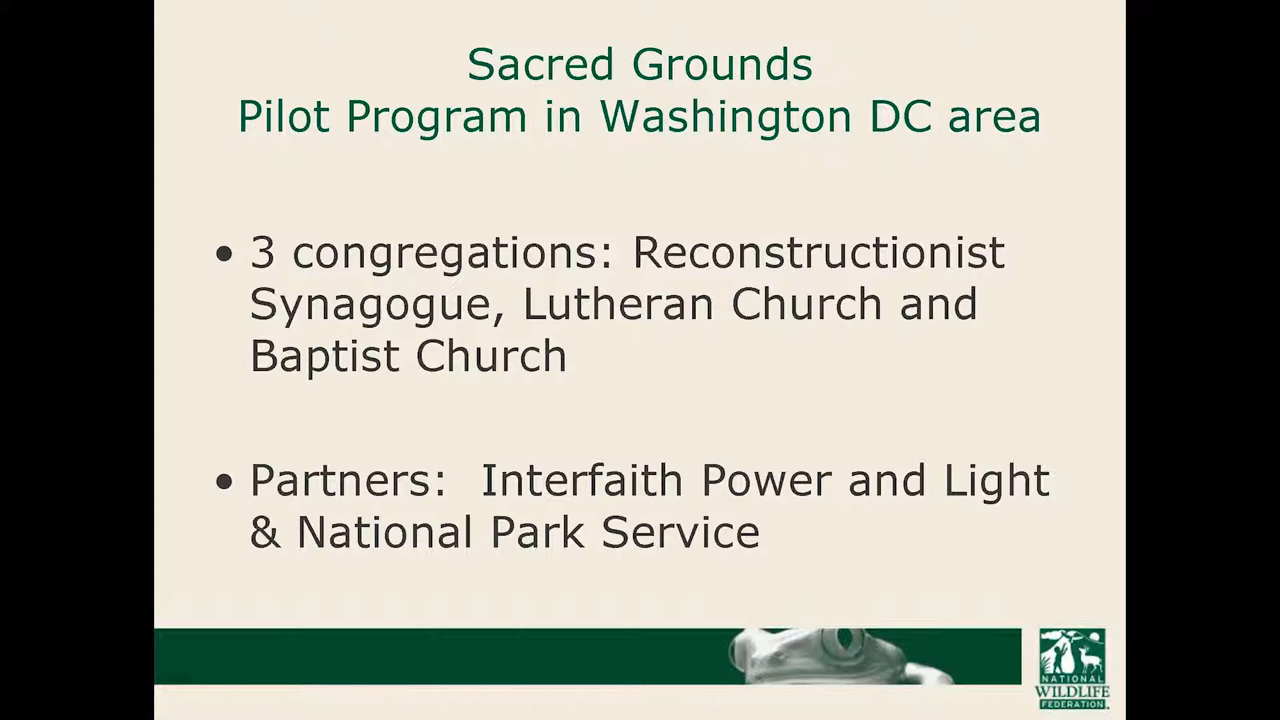 Sacred Grounds
Pilot Program in Washington DC area
• 3 congregations: Reconstructionist
Synagogue, Lutheran Church and
Baptist Church
• Partners:  Interfaith Power and Light
& National Park Service
NATIONAL
WILDLIFE
FEDERATION